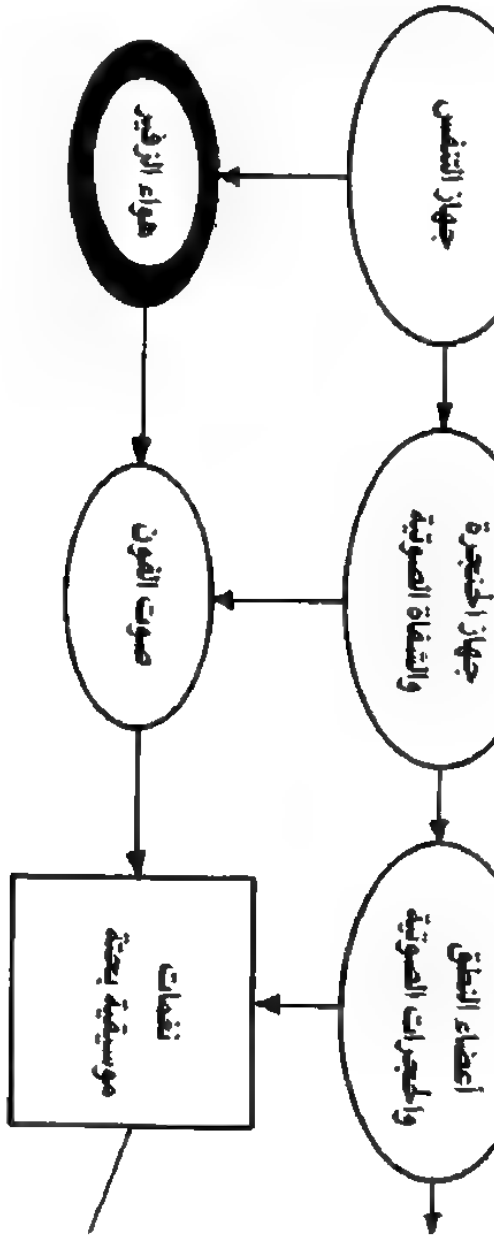 جهاز التنفس
جهاز الحنجرة
والشفاة الصوتية
أعضاء النطق
والحجرات الصوتية
هواء الزفير
صوت الفون
نغمات
موسيقية بحتة